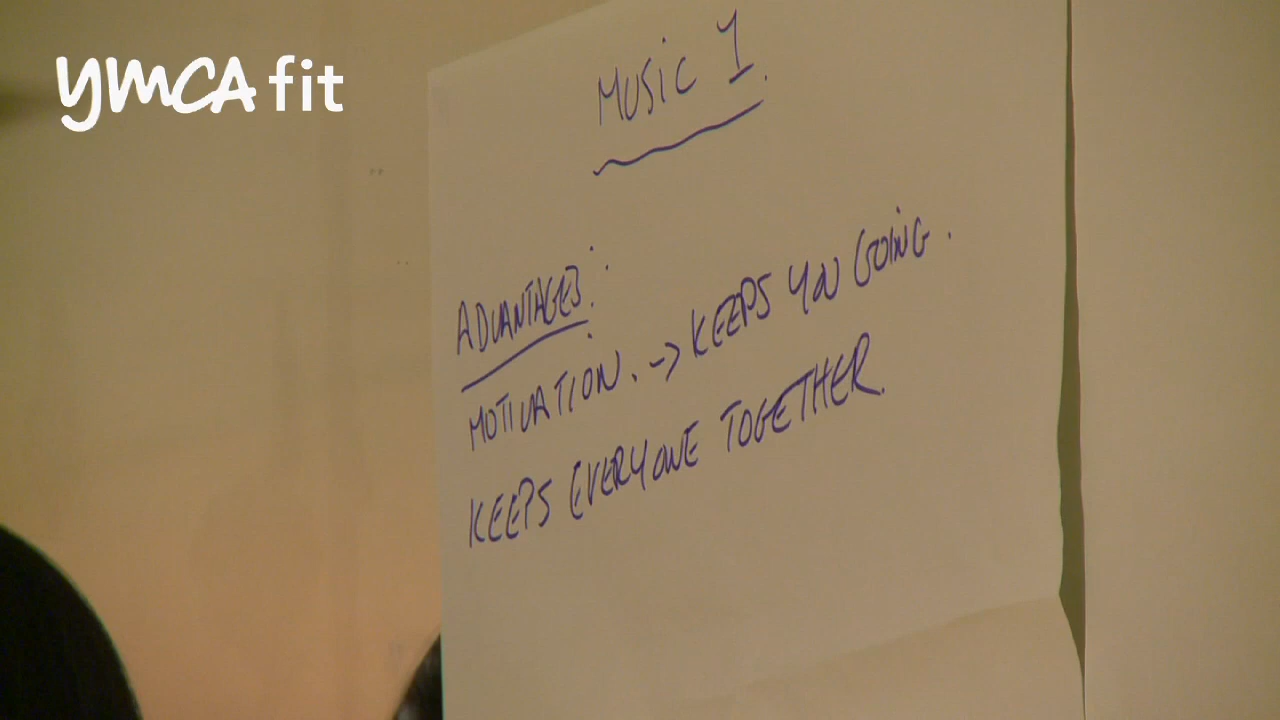 YMCA fit
MUSIC 1.
ADVANTAGES:
MOTIVATION. -> KEEPS YOU GOING.
KEEPS EVERYONE TOGETHER.